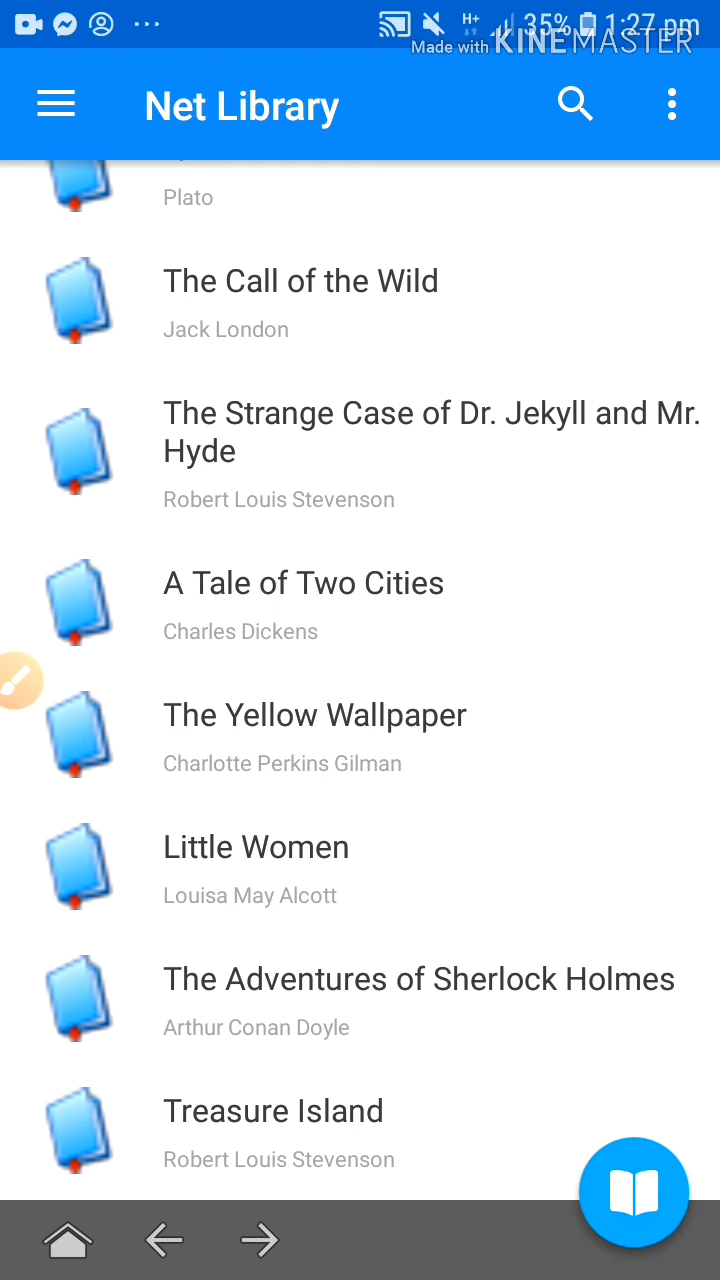 H+ 35% 1:27 pm
Made with KINEMASTER
Net Library
Plato
The Call of the Wild
Jack London
The Strange Case of Dr. Jekyll and Mr.
Hyde
Robert Louis Stevenson
A Tale of Two Cities
Charles Dickens
The Yellow Wallpaper
Charlotte Perkins Gilman
Little Women
Louisa May Alcott
The Adventures of Sherlock Holmes
Arthur Conan Doyle
Treasure Island
Robert Louis Stevenson